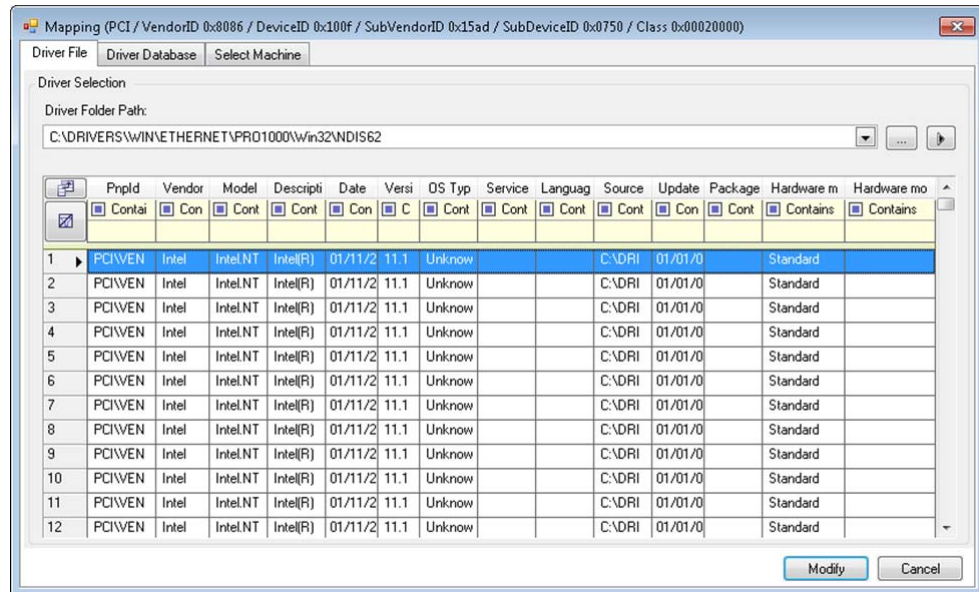 Mapping (PCI / VendorID 0x8086 / DeviceID 0x100f / SubVendorID 0x15ad / SubDeviceID 0x0750 / Class 0x00020000)
Driver File Driver Database Select Machine
Driver Selection
Driver Folder Path:
C:\DRIVERS\WIN\ETHERNET\PRO1000\Win32\NDIS62 ...
PnpId Vendor Model Descripti Date Versi OS Typ Service Languag Source Update Package Hardware m Hardware mo
Contai Con Cont Cont Con C Cont Cont Cont Cont Con Cont Contains Contains
1 PCI\VEN Intel Intel.NT Intel(R) 01/11/2 11.1 Unknow C:\DRI 01/01/0 Standard
2 PCI\VEN Intel Intel.NT Intel(R) 01/11/2 11.1 Unknow C:\DRI 01/01/0 Standard
3 PCI\VEN Intel Intel.NT Intel(R) 01/11/2 11.1 Unknow C:\DRI 01/01/0 Standard
4 PCI\VEN Intel Intel.NT Intel(R) 01/11/2 11.1 Unknow C:\DRI 01/01/0 Standard
5 PCI\VEN Intel Intel.NT Intel(R) 01/11/2 11.1 Unknow C:\DRI 01/01/0 Standard
6 PCI\VEN Intel Intel.NT Intel(R) 01/11/2 11.1 Unknow C:\DRI 01/01/0 Standard
7 PCI\VEN Intel Intel.NT Intel(R) 01/11/2 11.1 Unknow C:\DRI 01/01/0 Standard
8 PCI\VEN Intel Intel.NT Intel(R) 01/11/2 11.1 Unknow C:\DRI 01/01/0 Standard
9 PCI\VEN Intel Intel.NT Intel(R) 01/11/2 11.1 Unknow C:\DRI 01/01/0 Standard
10 PCI\VEN Intel Intel.NT Intel(R) 01/11/2 11.1 Unknow C:\DRI 01/01/0 Standard
11 PCI\VEN Intel Intel.NT Intel(R) 01/11/2 11.1 Unknow C:\DRI 01/01/0 Standard
12 PCI\VEN Intel Intel.NT Intel(R) 01/11/2 11.1 Unknow C:\DRI 01/01/0 Standard
Modify Cancel